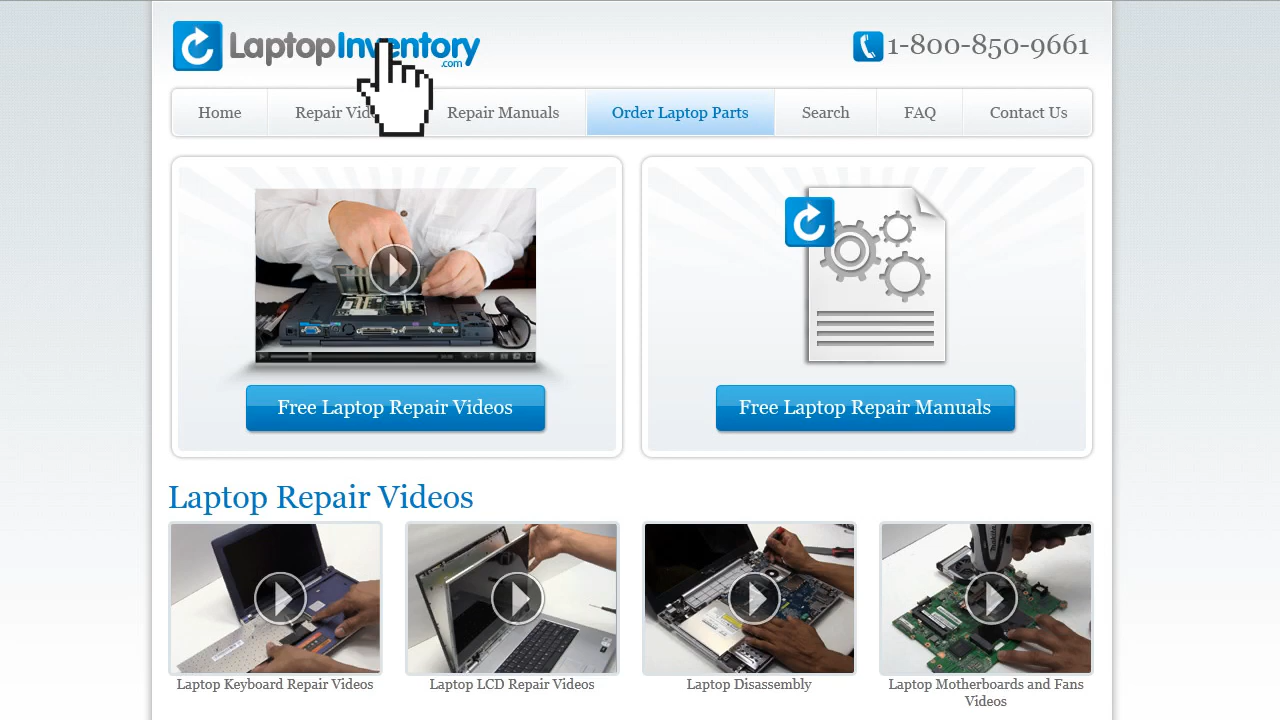 LaptopInventory
.com
1-800-850-9661
Home
Repair Vid
Repair Manuals
Order Laptop Parts
Search
FAQ
Contact Us
Free Laptop Repair Videos
Free Laptop Repair Manuals
Laptop Repair Videos
Laptop Keyboard Repair Videos
Laptop LCD Repair Videos
Laptop Disassembly
Laptop Motherboards and Fans
Videos